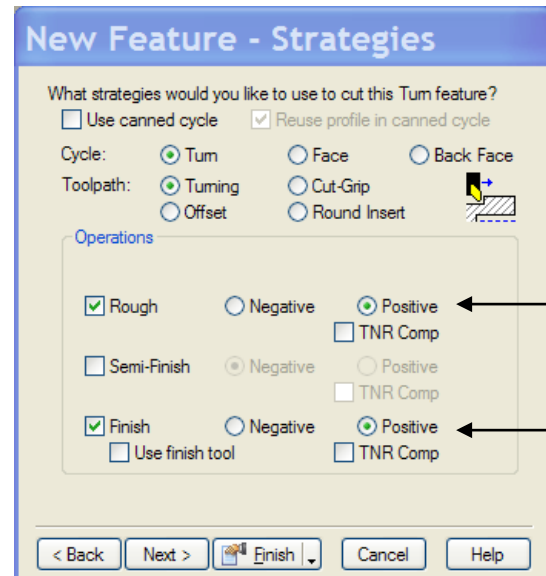 New Feature - Strategies
What strategies would you like to use to cut this Turn feature?
Use canned cycle Reuse profile in canned cycle
Cycle: Turn Face Back Face
Toolpath: Turning Cut-Grip
Offset Round Insert
Operations
Rough Negative Positive
TNR Comp
Semi-Finish Negative Positive
TNR Comp
Finish Negative Positive
Use finish tool TNR Comp
< Back Next > Finish Cancel Help